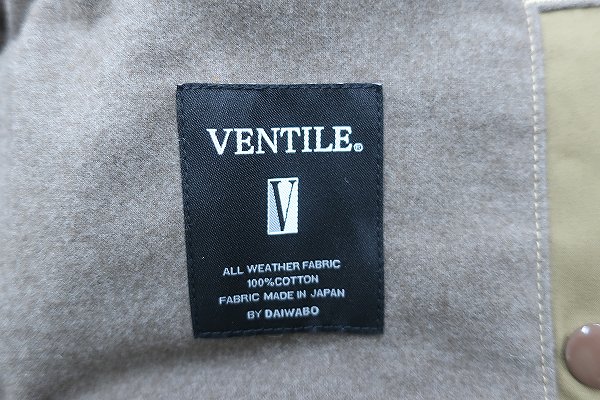 VENTILE®
V
ALL WEATHER FABRIC
100%COTTON
FABRIC MADE IN JAPAN
BY DAIWABO